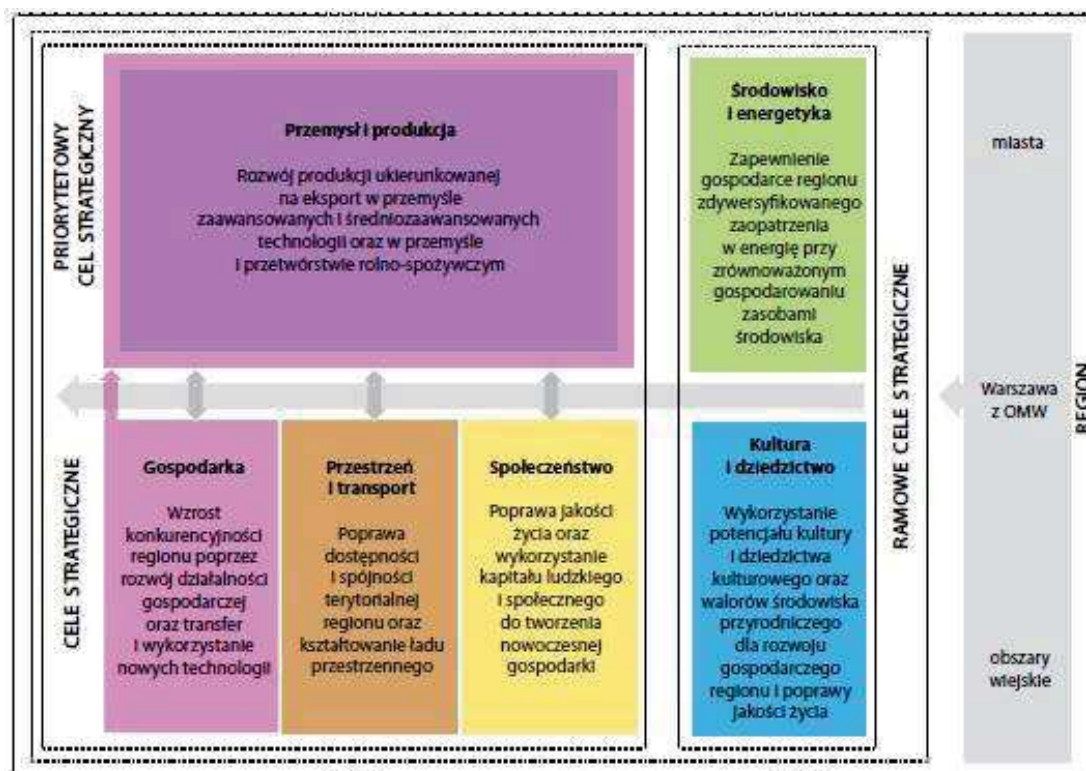 PRIORYTETOWY
CEL STRATEGICZNY
Przemysł i produkcja
Rozwój produkcji ukierunkowanej
na eksport w przemyśle
zaawansowanych i średniozaawansowanych
technologii oraz w przemyśle
i przetwórstwie rolno-spożywczym
Środowisko
i energetyka
Zapewnienie
gospodarce regionu
zdywersyfikowanego
zaopatrzenia
w energię przy
zrównoważonym
gospodarowaniu
zasobami
środowiska
CELE STRATEGICZNE
Gospodarka
Wzrost
konkurencyjności
regionu poprzez
rozwój działalności
gospodarczej
oraz transfer
i wykorzystanie
nowych technologii
Przestrzeń
i transport
Poprawa
dostępności
i spójności
terytorialnej
regionu oraz
kształtowanie ładu
przestrzennego
Społeczeństwo
Poprawa jakości
życia oraz
wykorzystanie
kapitału ludzkiego
i społecznego
do tworzenia
nowoczesnej
gospodarki
Kultura
i dziedzictwo
Wykorzystanie
potencjału kultury
i dziedzictwa
kulturowego oraz
walorów środowiska
przyrodniczego
dla rozwoju
gospodarczego
regionu i poprawy
jakości życia
RAMOWE CELE STRATEGICZNE
miasta
Warszawa
z OMW
obszary
wiejskie
REGION